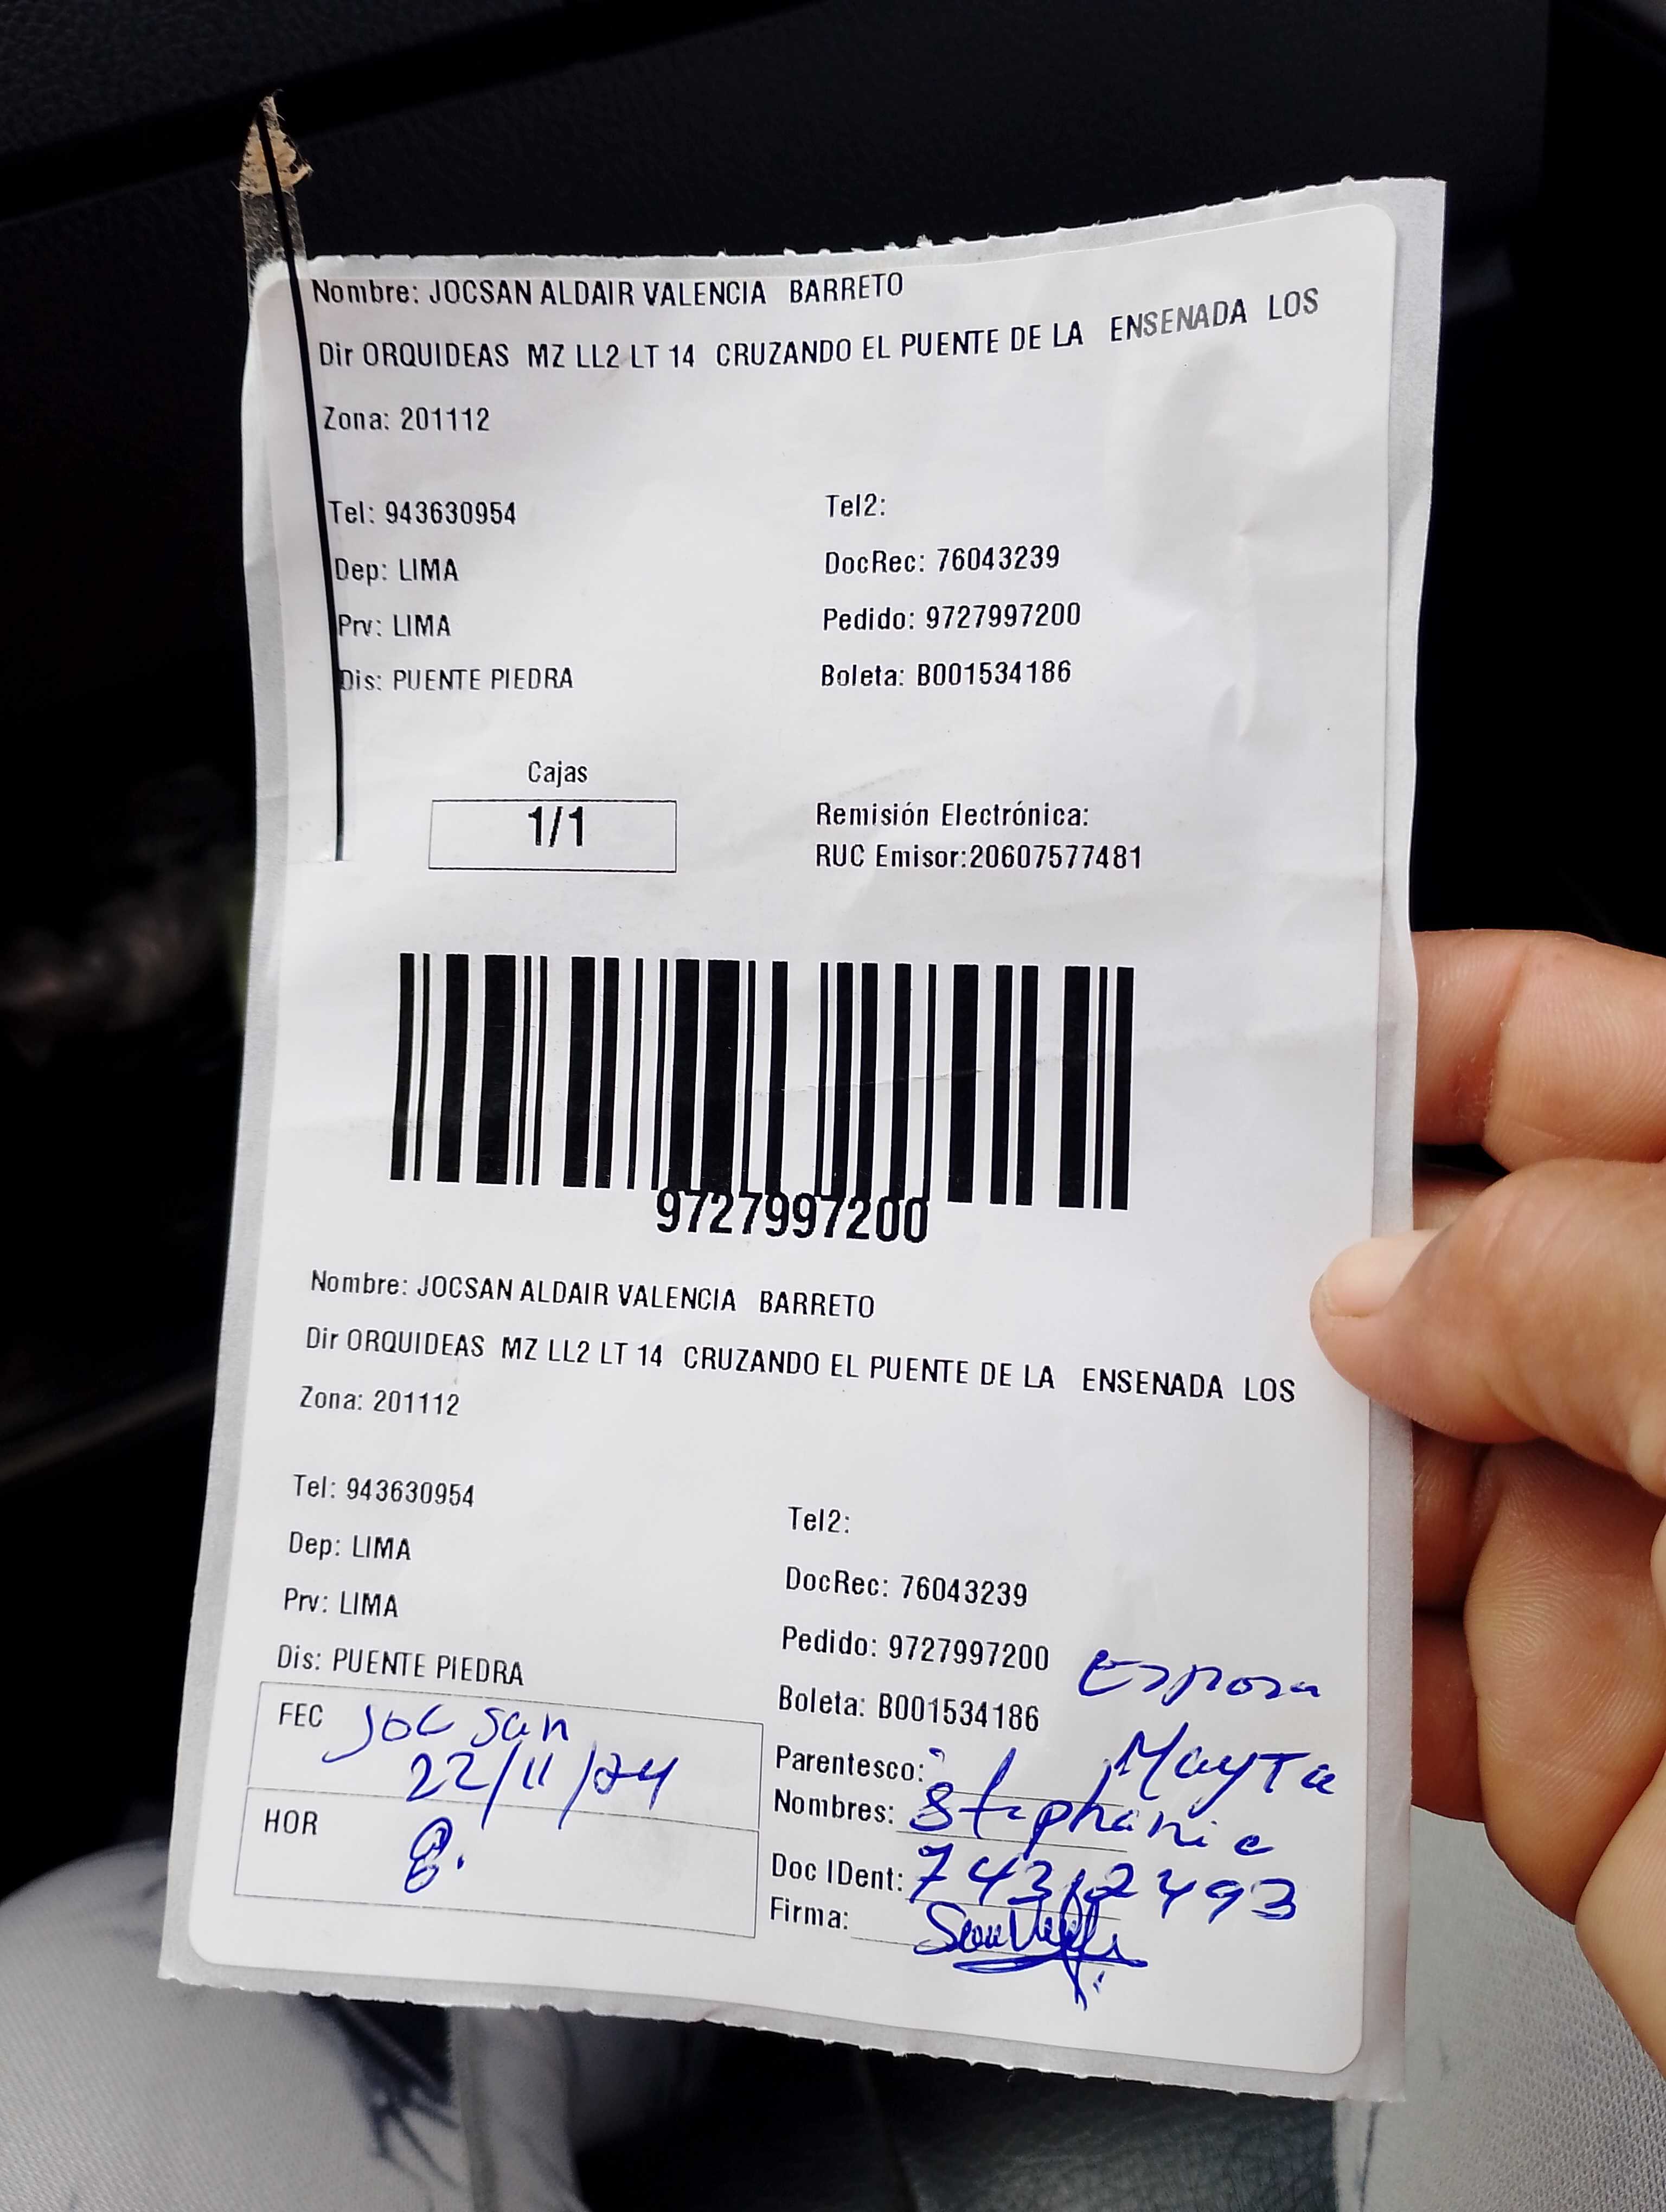 Nombre: JOCSAN ALDAIR VALENCIA BARRETO
Dir ORQUIDEAS MZ LL2 LT 14 CRUZANDO EL PUENTE DE LA ENSENADA LOS
Zona: 201112
Tel: 943630954
Tel2:
Dep: LIMA
DocRec: 76043239
Prv: LIMA
Pedido: 9727997200
Dis: PUENTE PIEDRA
Boleta: B001534186
Cajas
1/1
Remisión Electrónica:
RUC Emisor:20607577481
9727997200
Nombre: JOCSAN ALDAIR VALENCIA BARRETO
Dir ORQUIDEAS MZ LL2 LT 14 CRUZANDO EL PUENTE DE LA ENSENADA LOS
Zona: 201112
Tel: 943630954
Tel2:
Dep: LIMA
DocRec: 76043239
Prv: LIMA
Pedido: 9727997200
Dis: PUENTE PIEDRA
Boleta: B001534186
Esposa
FEC Jocsan
22/11/24
HOR
8.
Parentesco: Mayta
Nombres: Stephanie
Doc IDent: 74312493
Firma: